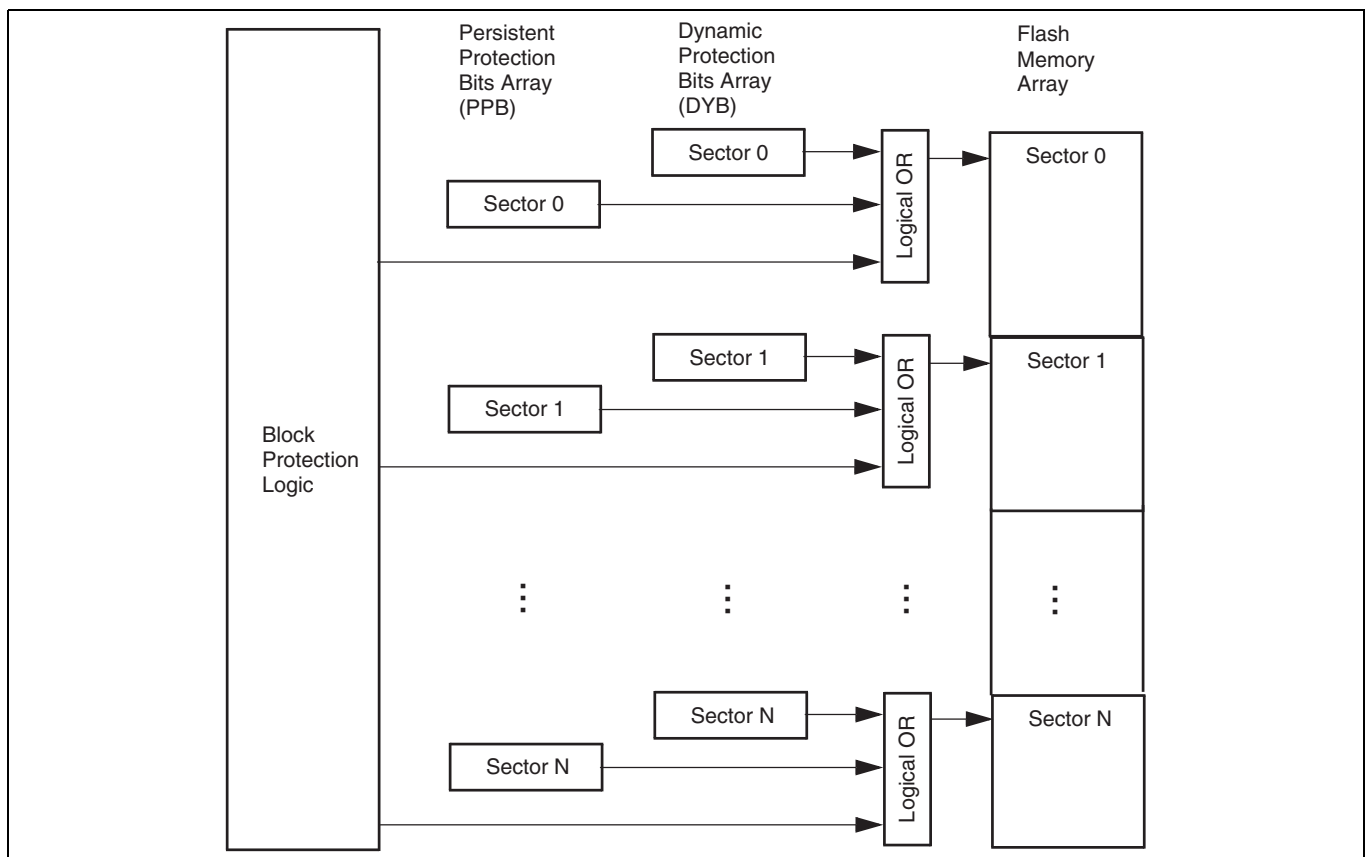 Persistent
Protection
Bits Array
(PPB)
Dynamic
Protection
Bits Array
(DYB)
Flash
Memory
Array
Sector 0
Sector 0
Logical OR
Sector 0
Sector 1
Sector 1
Logical OR
Sector 1
Block
Protection
Logic
Sector N
Sector N
Logical OR
Sector N